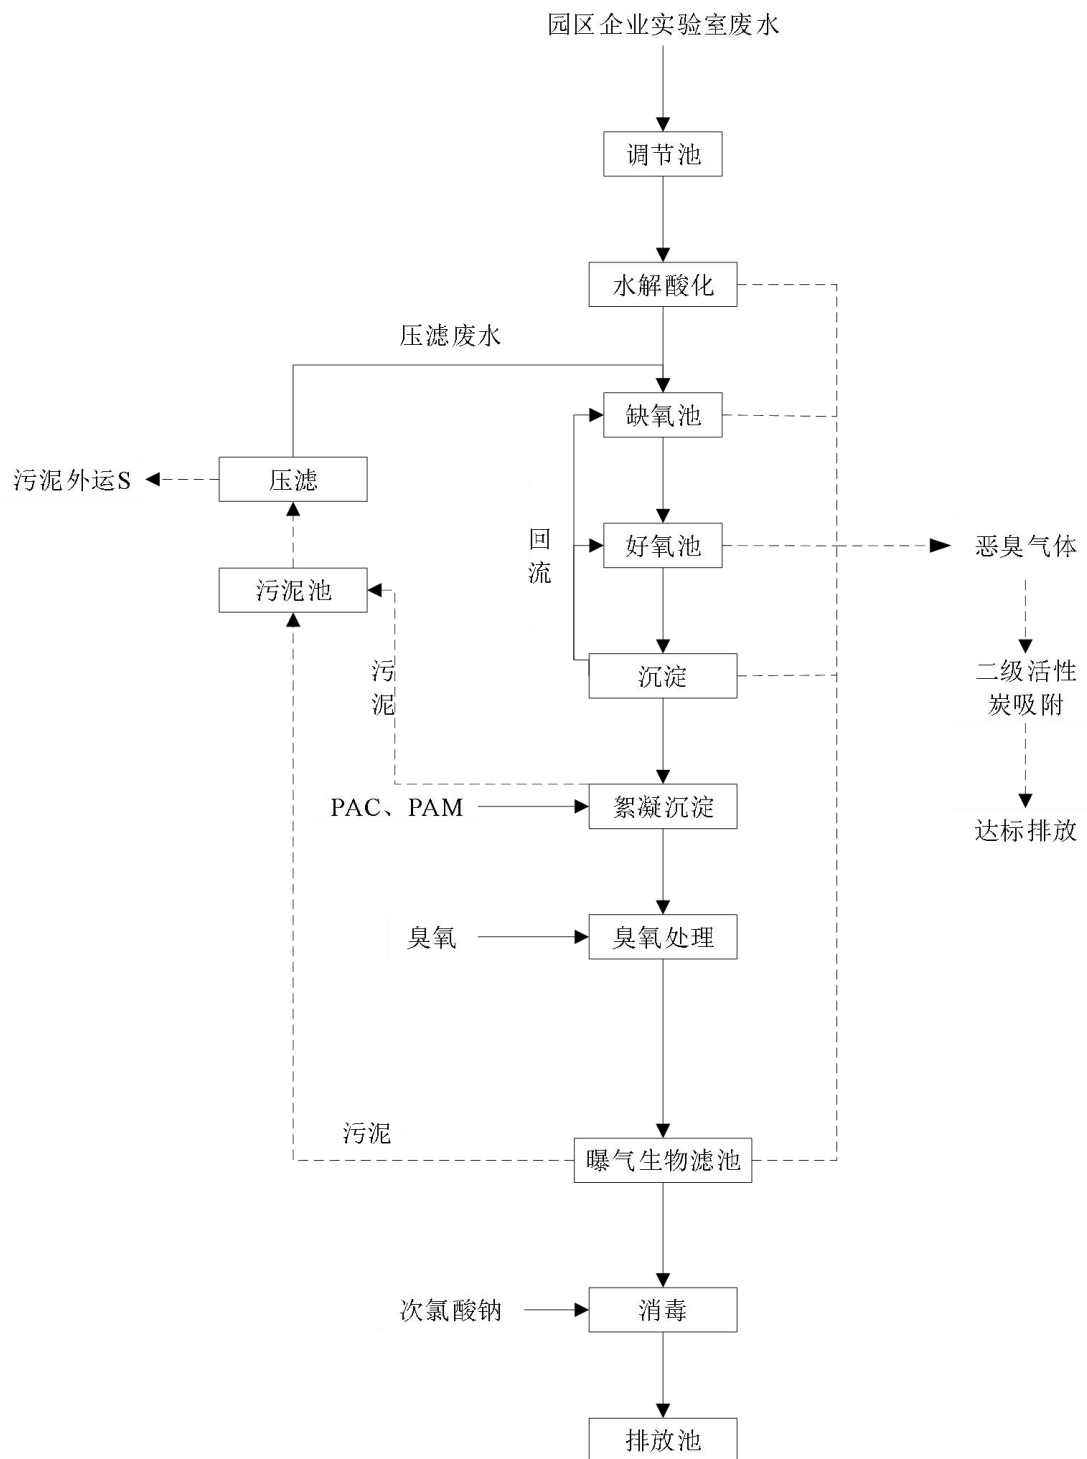 园区企业实验室废水
调节池
水解酸化
压滤废水
缺氧池
污泥外运S
压滤
回
流
好氧池
恶臭气体
污泥池
污
泥
沉淀
二级活性
炭吸附
PAC、PAM
絮凝沉淀
达标排放
臭氧
臭氧处理
污泥
曝气生物滤池
次氯酸钠
消毒
排放池